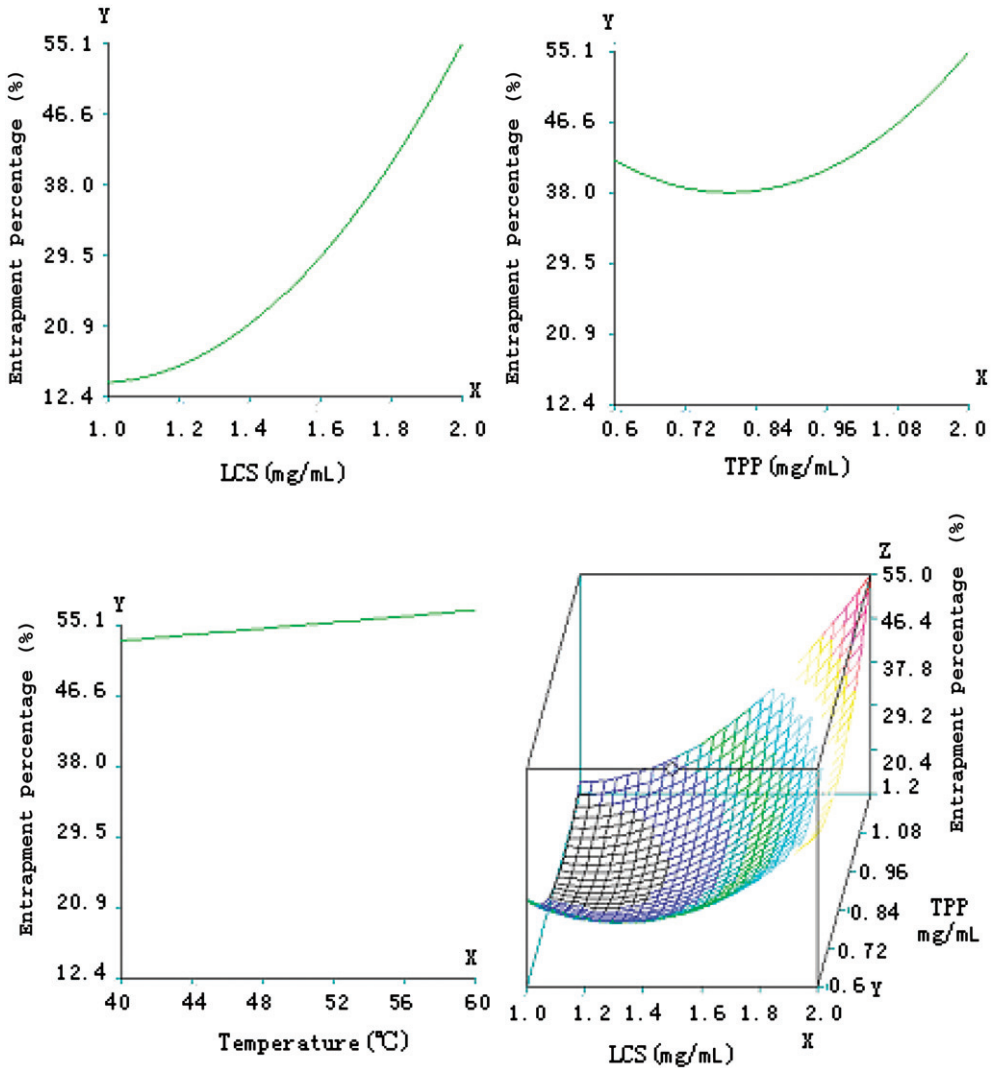 Y
Entrapment percentage (%)
55.1
46.6
38.0
29.5
20.9
12.4
X
1.0 1.2 1.4 1.6 1.8 2.0
LCS(mg/mL)
Y
Entrapment percentage (%)
55.1
46.6
38.0
29.5
20.9
12.4
X
0.6 0.72 0.84 0.96 1.08 2.0
TPP(mg/mL)
Y
Entrapment percentage (%)
55.1
46.6
38.0
29.5
20.9
12.4
X
40 44 48 52 56 60
Temperature(℃)
Z
Entrapment percentage (%)
55.0
46.4
37.8
29.2
20.4
1.2
1.08
0.96
0.84
0.72
0.6
TPP
mg/mL
Y
1.0 1.2 1.4 1.6 1.8 2.0
X
LCS(mg/mL)